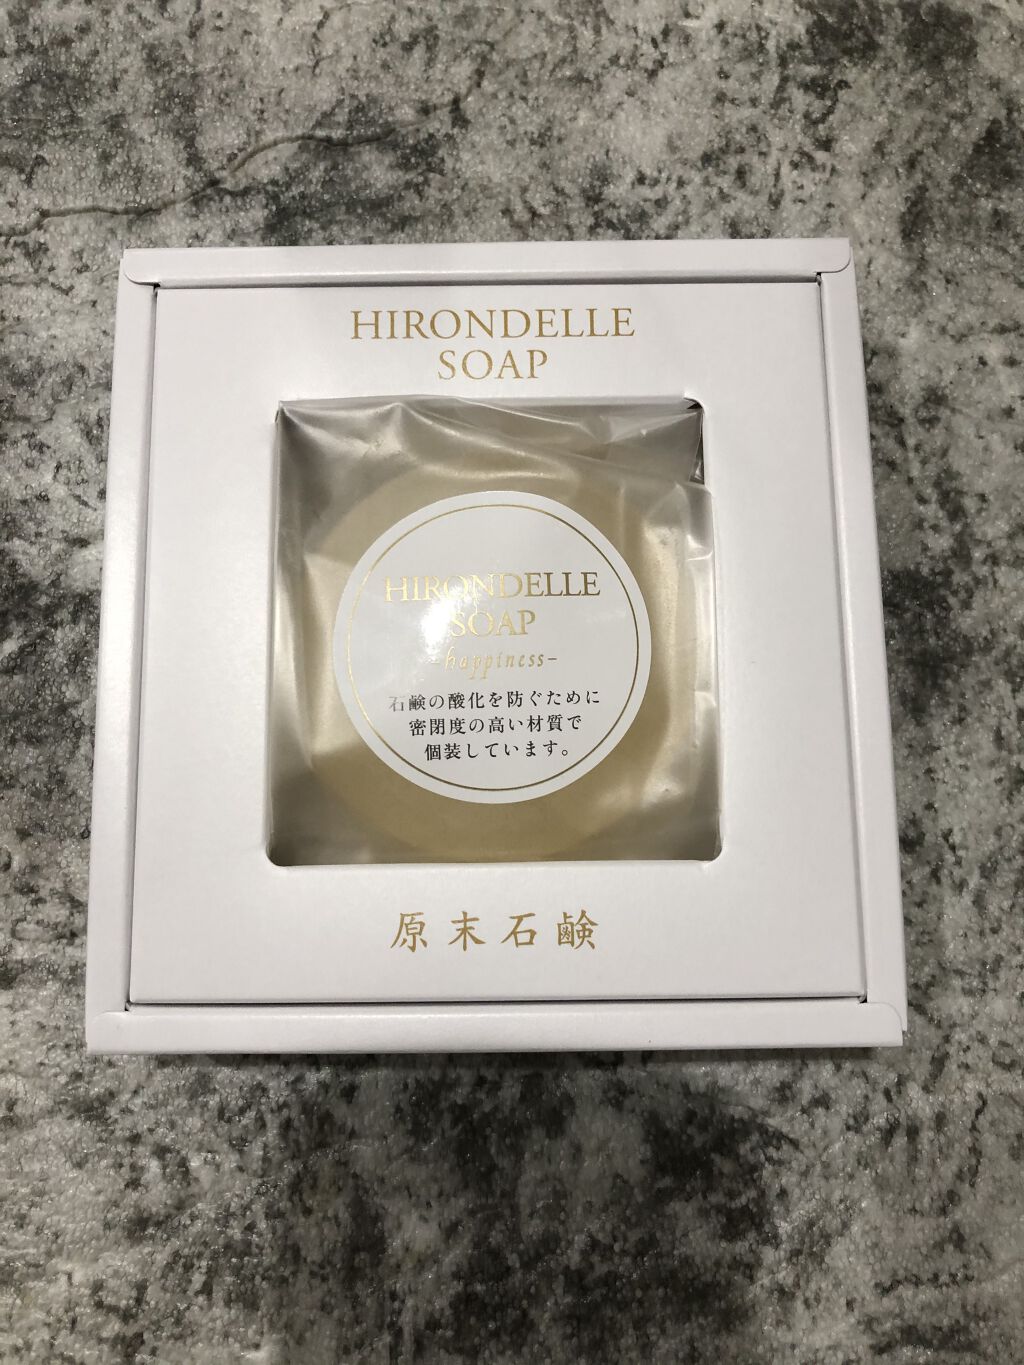 HIRONDELLE
SOAP
HIRONDELLE
SOAP
-happiness-
石鹸の酸化を防ぐために
密閉度の高い材質で
個装しています。
原末石鹸